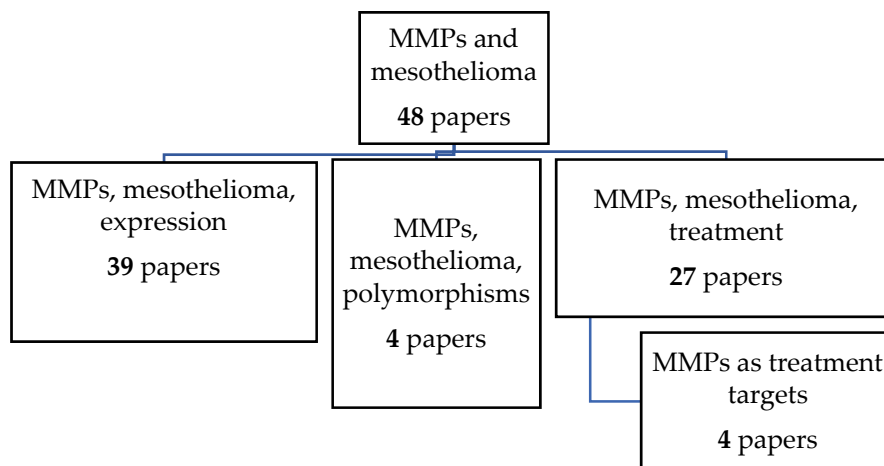 MMPs and
mesothelioma
48 papers
MMPs, mesothelioma,
expression
39 papers
MMPs,
mesothelioma,
polymorphisms
4 papers
MMPs, mesothelioma,
treatment
27 papers
MMPs as treatment
targets
4 papers